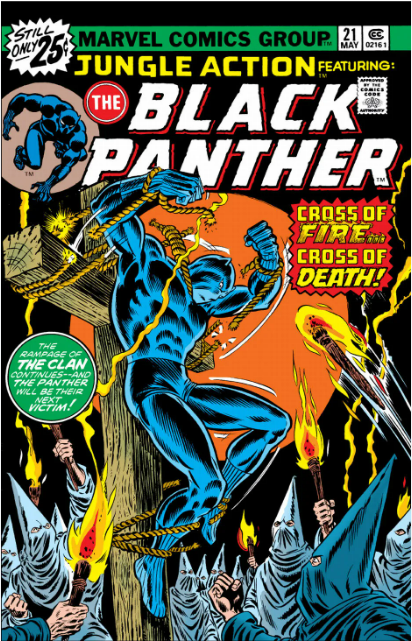 STILL
ONLY 25¢
MARVEL COMICS GROUP™
21
MAY
CC
02161
JUNGLE ACTION FEATURING:
™
APPROVED
BY THE
COMICS
CODE
AUTHORITY
THE BLACK
PANTHER
™
™
CROSS OF
FIRE...
CROSS OF
DEATH!
THE
RAMPAGE OF
THE CLAN
CONTINUES--AND
THE PANTHER
WILL BE THEIR
NEXT
VICTIM!